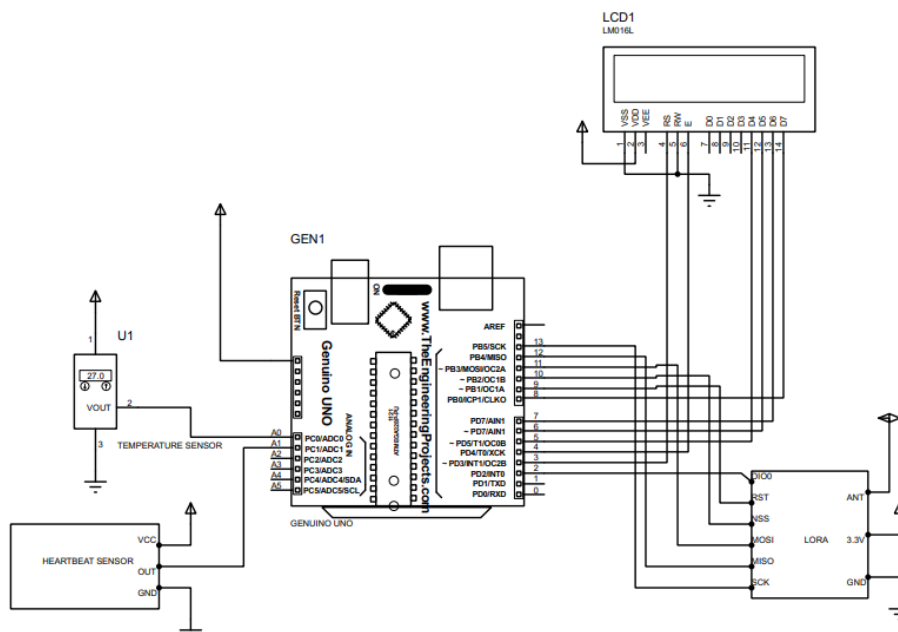 LCD1
LM016L
VSS
VDD
VEE
RS
RW
E
D0
D1
D2
D3
D4
D5
D6
D7
1
2
3
4
5
6
7
8
9
10
11
12
13
14
GEN1
ON
Reset BTN
Genuino UNO
www.TheEngineeringProjects.com
ANALOG IN
AREF
PB5/SCK 13
PB4/MISO 12
~ PB3/MOSI/OC2A 11
~ PB2/OC1B 10
~ PB1/OC1A 9
PB0/ICP1/CLKO 8
PD7/AIN1 7
~ PD7/AIN1 6
~ PD5/T1/OC0B 5
PD4/T0/XCK 4
~ PD3/INT1/OC2B 3
PD2/INT0 2
PD1/TXD 1
PD0/RXD 0
A0 PC0/ADC0
A1 PC1/ADC1
A2 PC2/ADC2
A3 PC3/ADC3
A4 PC4/ADC4/SDA
A5 PC5/ADC5/SCL
GENUINO UNO
U1
1
27.0
VOUT
2
3
TEMPERATURE SENSOR
HEARTBEAT SENSOR
VCC
OUT
GND
DIO0
RST
NSS
MOSI
MISO
SCK
LORA
ANT
3.3V
GND